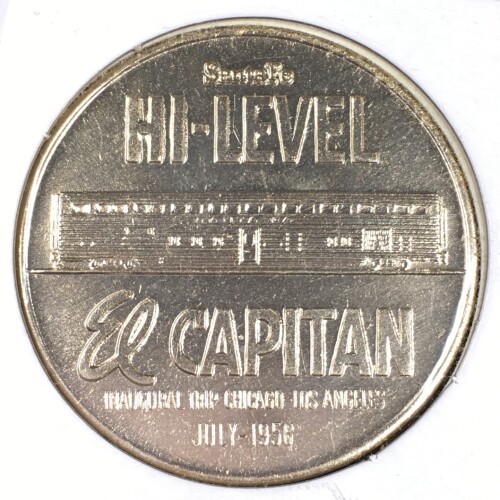 Santa Fe
HI-LEVEL
El CAPITAN
INAUGURAL TRIP CHICAGO-LOS ANGELES
JULY-1956